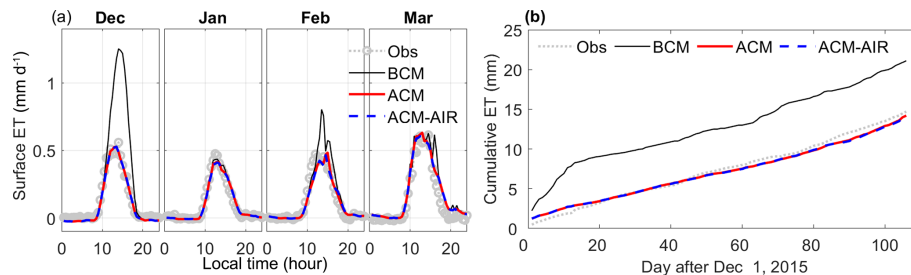 (a) Dec Jan Feb Mar
Surface ET (mm d⁻¹)
1
0.5
0
Obs
BCM
ACM
ACM-AIR
0 10 20 0 10 20 0 10 20 0 10 20
Local time (hour)
(b)
Cumulative ET (mm)
25
20
15
10
5
0
Obs BCM ACM ACM-AIR
0 20 40 60 80 100
Day after Dec 1, 2015